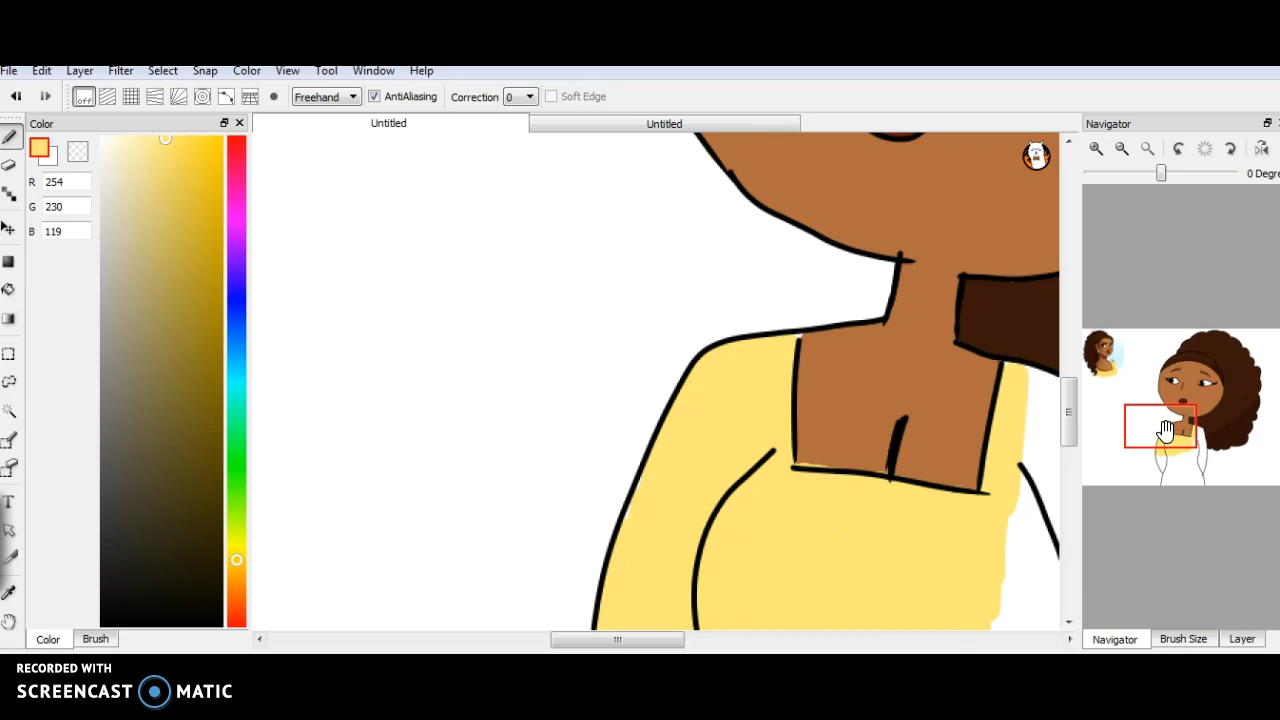 File Edit Layer Filter Select Snap Color View Tool Window Help
off Freehand AntiAliasing Correction 0 Soft Edge
Color Untitled Untitled Navigator
R 254
G 230
B 119
0 Degre
Color Brush Navigator Brush Size Layer
RECORDED WITH
SCREENCAST MATIC